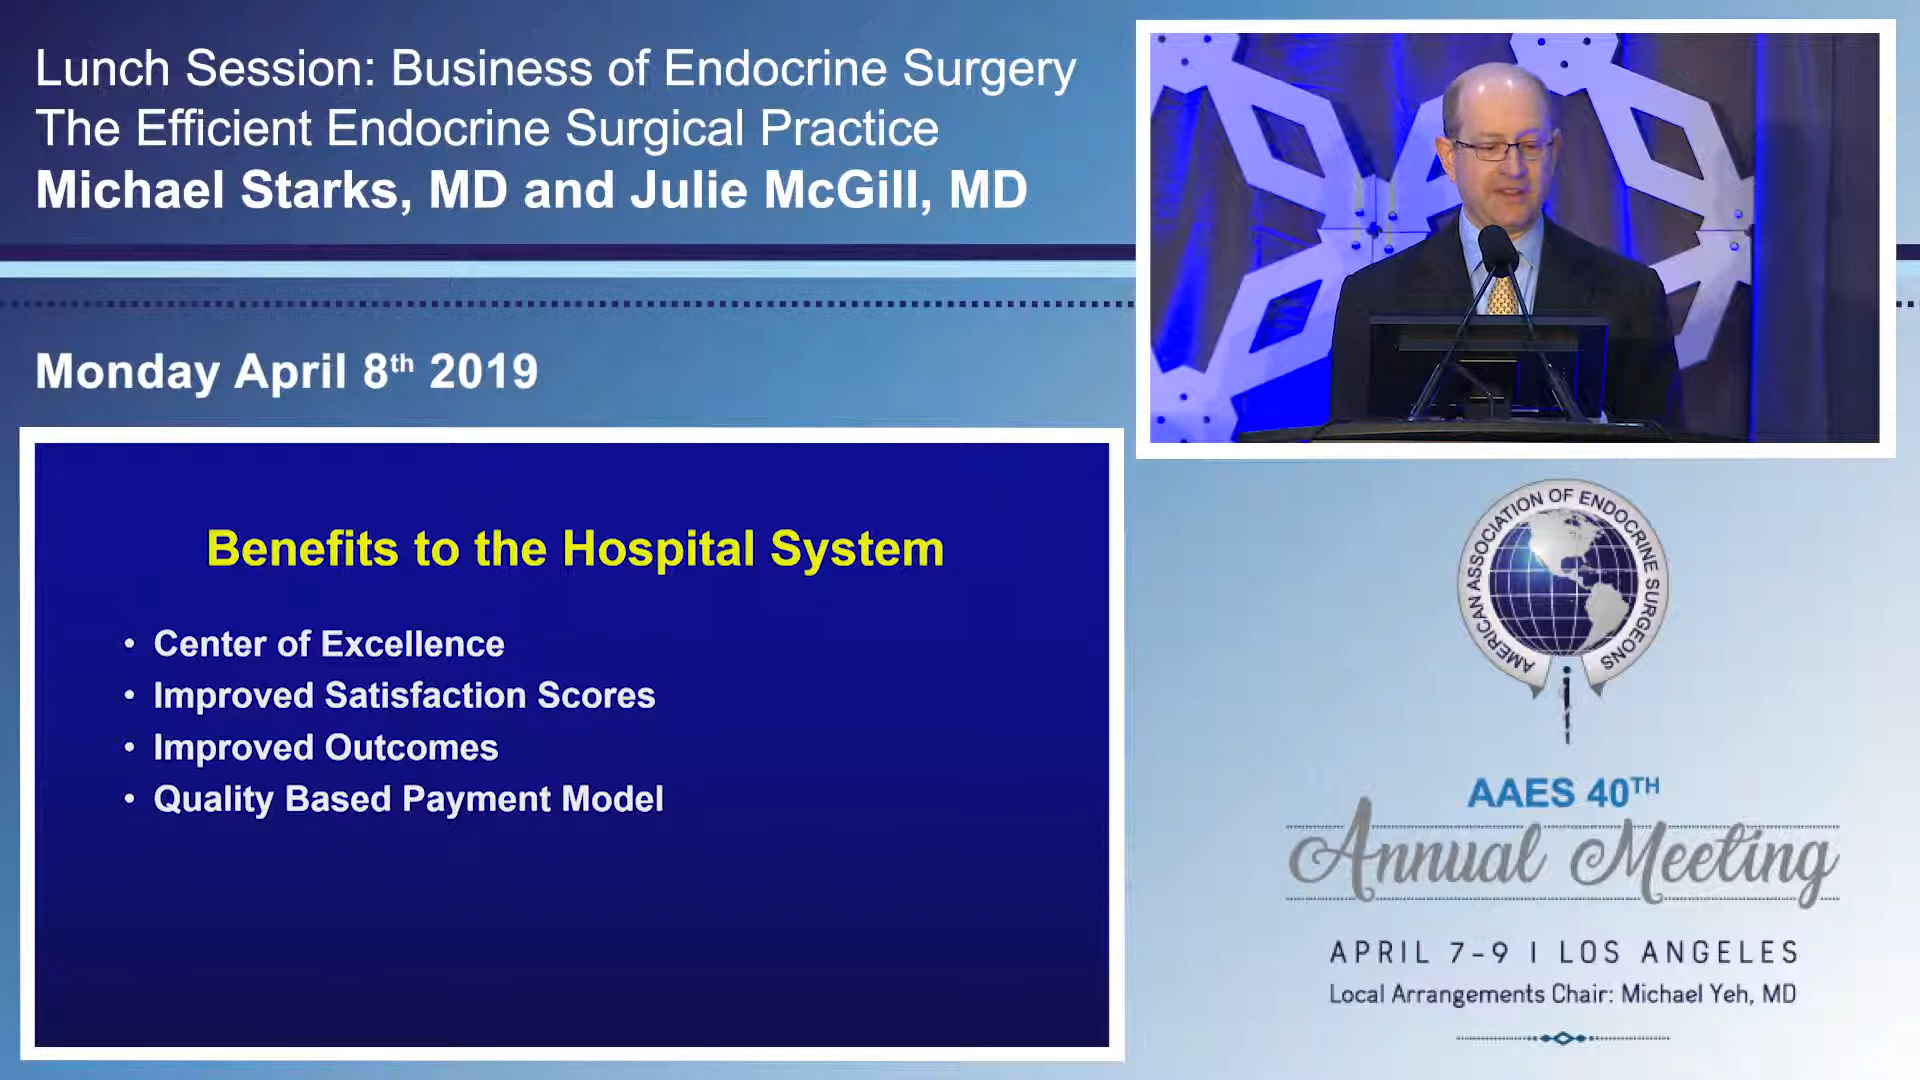 Lunch Session: Business of Endocrine Surgery
The Efficient Endocrine Surgical Practice
Michael Starks, MD and Julie McGill, MD
Monday April 8th 2019
Benefits to the Hospital System
• Center of Excellence
• Improved Satisfaction Scores
• Improved Outcomes
• Quality Based Payment Model
AMERICAN ASSOCIATION OF ENDOCRINE SURGEONS
AAES 40TH
Annual Meeting
APRIL 7-9 | LOS ANGELES
Local Arrangements Chair: Michael Yeh, MD